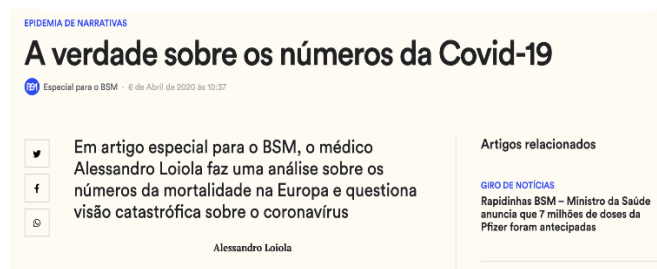 EPIDEMIA DE NARRATIVAS
A verdade sobre os números da Covid-19
BSM Especial para o BSM · 6 de Abril de 2020 às 10:37
Em artigo especial para o BSM, o médico
Alessandro Loiola faz uma análise sobre os
números da mortalidade na Europa e questiona
visão catastrófica sobre o coronavírus
Alessandro Loiola
Artigos relacionados
GIRO DE NOTÍCIAS
Rapidinhas BSM – Ministro da Saúde
anuncia que 7 milhões de doses da
Pfizer foram antecipadas